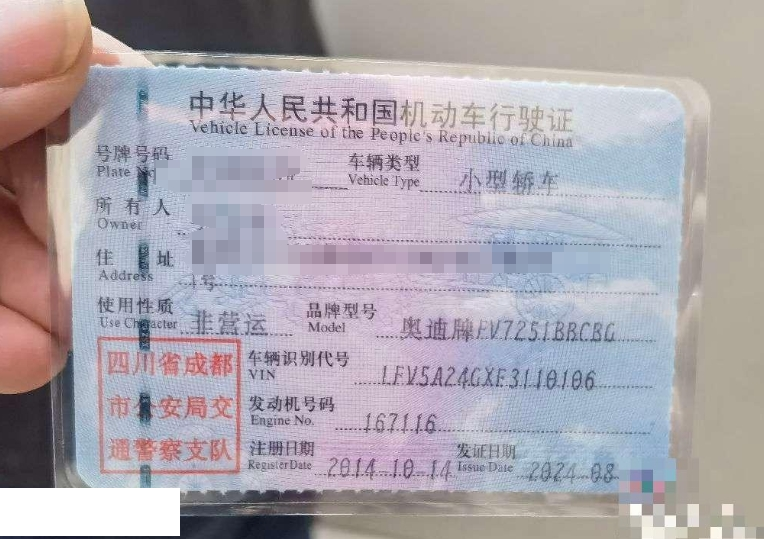 中华人民共和国机动车行驶证
Vehicle License of the People's Republic of China
号牌号码
Plate No
车辆类型
Vehicle Type
小型轿车
所有人
Owner
住址
Address
1号
使用性质
Use Character
非营运
品牌型号
Model
奥迪牌FV7251BBCBG
四川省成都
市公安局交
通警察支队
车辆识别代号
VIN
LFV5A24GXE3110106
发动机号码
Engine No.
167116
注册日期
Register Date
2014-10-14
发证日期
Issue Date
2024-08